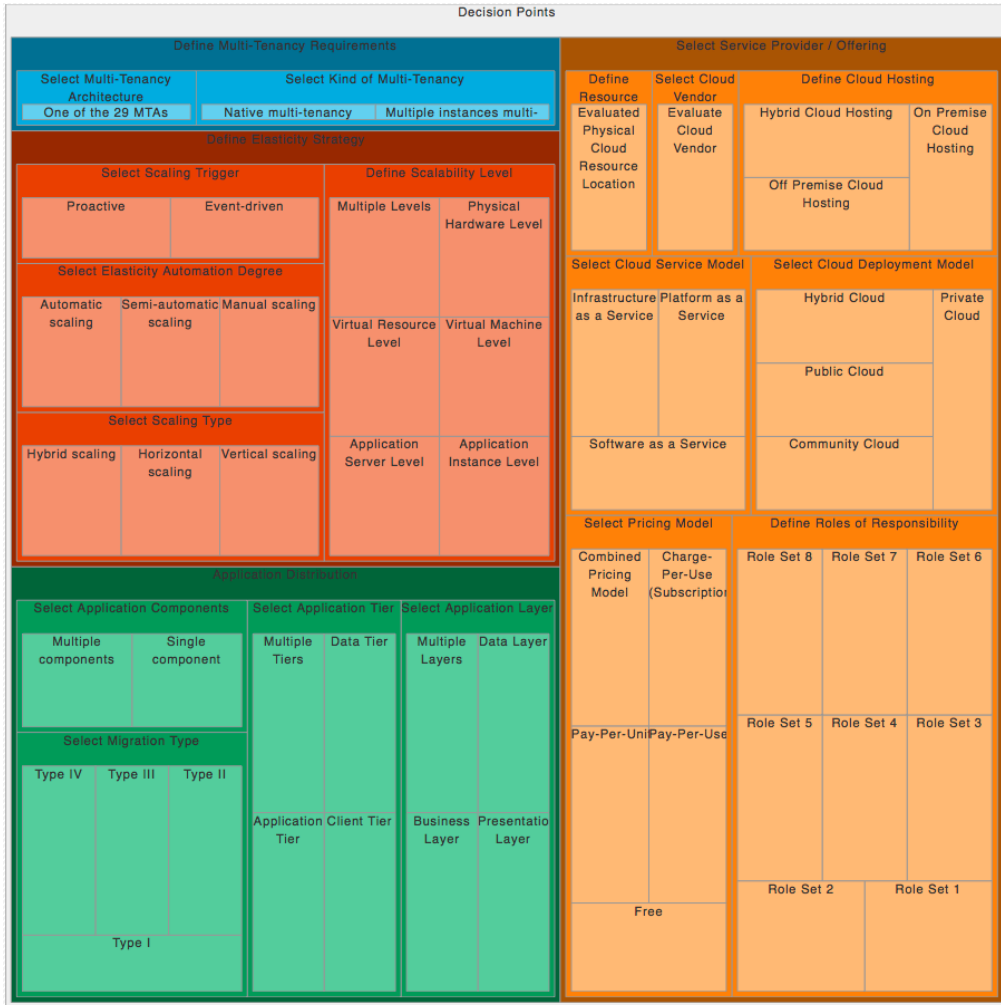 Decision Points
Define Multi-Tenancy Requirements
Select Multi-Tenancy
Architecture
One of the 29 MTAs
Select Kind of Multi-Tenancy
Native multi-tenancy
Multiple instances multi-
Define Elasticity Strategy
Select Scaling Trigger
Proactive
Event-driven
Select Elasticity Automation Degree
Automatic
scaling
Semi-automatic
scaling
Manual scaling
Select Scaling Type
Hybrid scaling
Horizontal
scaling
Vertical scaling
Define Scalability Level
Multiple Levels
Physical
Hardware Level
Virtual Resource
Level
Virtual Machine
Level
Application
Server Level
Application
Instance Level
Application Distribution
Select Application Components
Multiple
components
Single
component
Select Migration Type
Type IV
Type III
Type II
Type I
Select Application Tier
Multiple
Tiers
Data Tier
Application
Tier
Client Tier
Select Application Layer
Multiple
Layers
Data Layer
Business
Layer
Presentatio
Layer
Select Service Provider / Offering
Define
Resource
Evaluated
Physical
Cloud
Resource
Location
Select Cloud
Vendor
Evaluate
Cloud
Vendor
Define Cloud Hosting
Hybrid Cloud Hosting
Off Premise Cloud
Hosting
On Premise
Cloud
Hosting
Select Cloud Service Model
Infrastructure
as a Service
Platform as a
Service
Software as a Service
Select Cloud Deployment Model
Hybrid Cloud
Public Cloud
Community Cloud
Private
Cloud
Select Pricing Model
Combined
Pricing
Model
Charge-
Per-Use
(Subscription
Pay-Per-Uni
Pay-Per-Use
Free
Define Roles of Responsibility
Role Set 8
Role Set 7
Role Set 6
Role Set 5
Role Set 4
Role Set 3
Role Set 2
Role Set 1